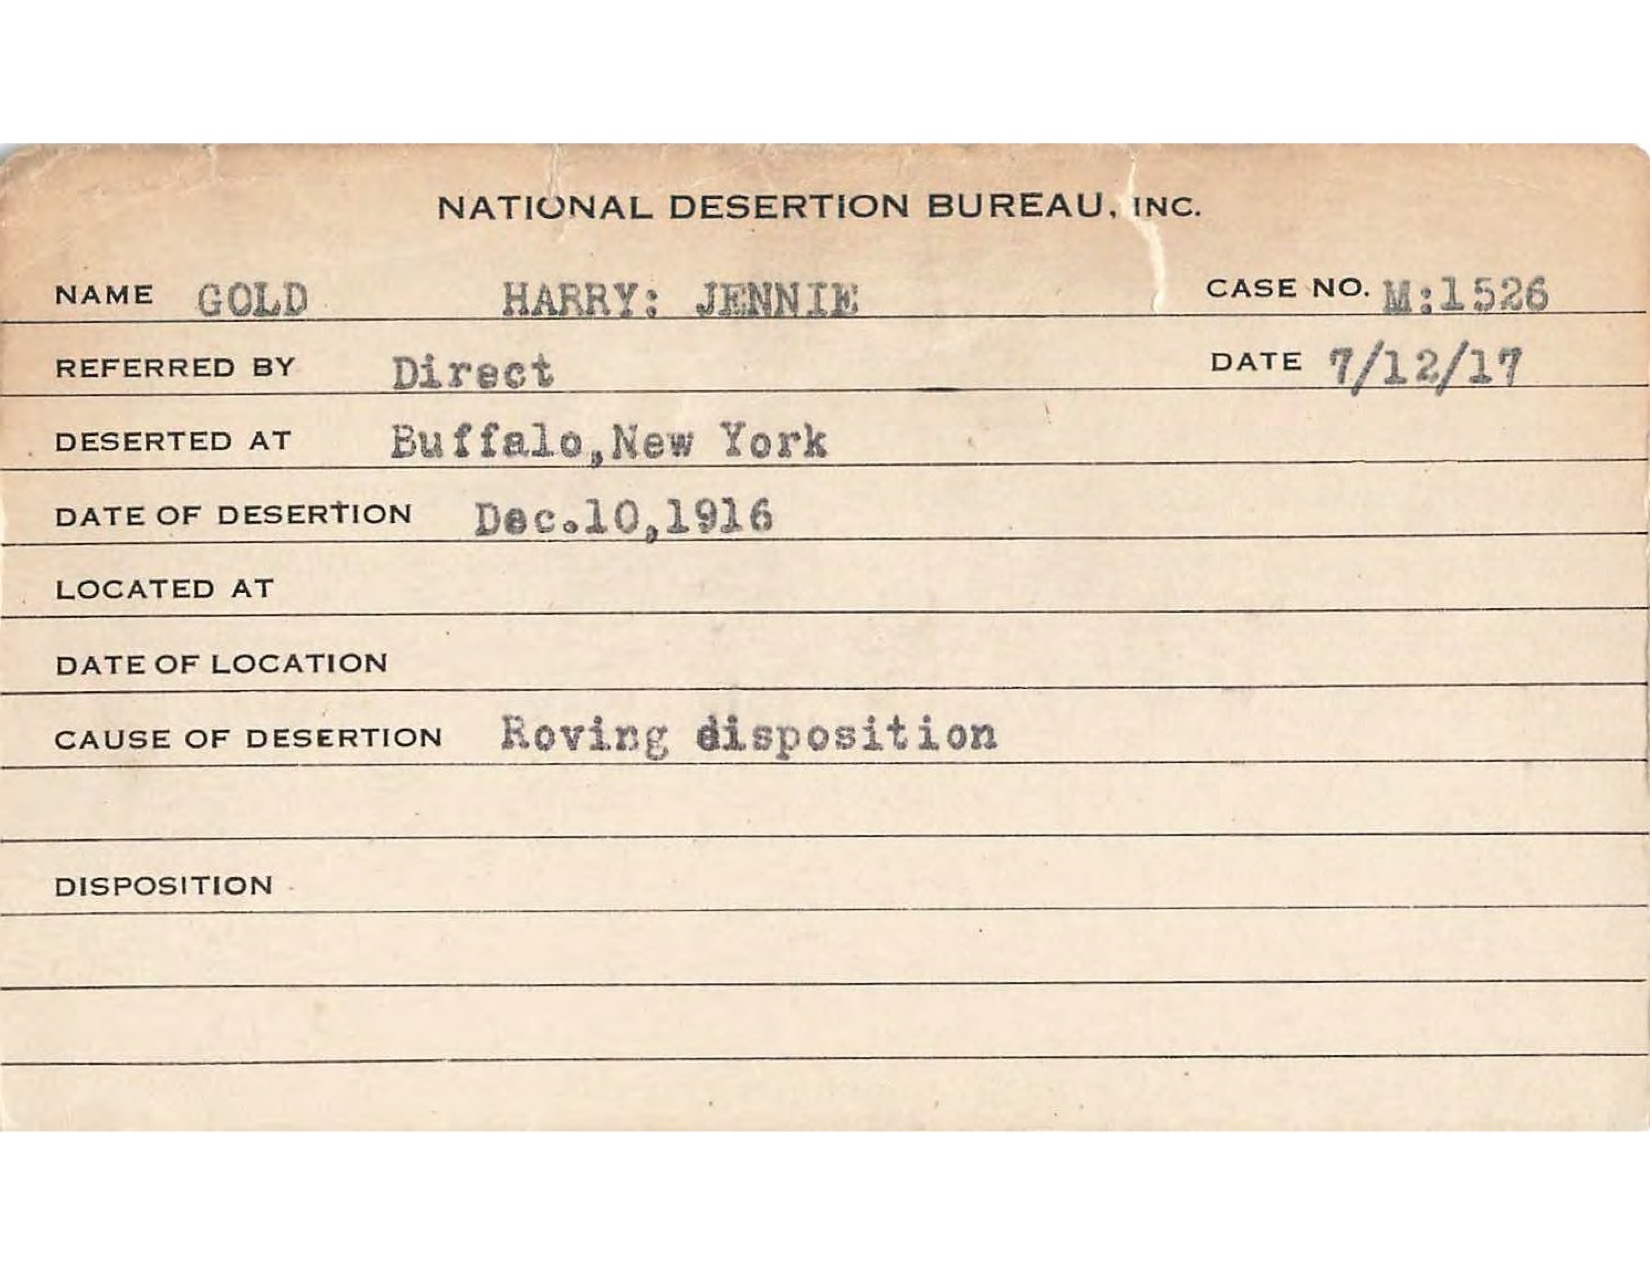 NATIONAL DESERTION BUREAU, INC.
NAME GOLD HARRY: JENNIE CASE NO. M:1526
REFERRED BY Direct DATE 7/12/17
DESERTED AT Buffalo,New York
DATE OF DESERTION Dec.10,1916
LOCATED AT
DATE OF LOCATION
CAUSE OF DESERTION Roving disposition
DISPOSITION